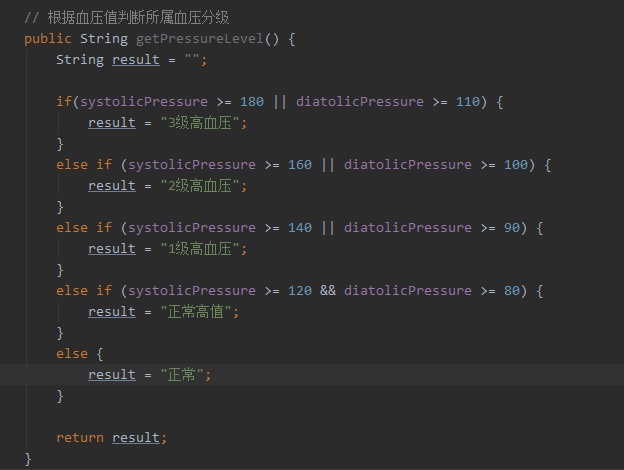 // 根据血压值判断所属血压分级
public String getPressureLevel() {
String result = "";
if(systolicPressure >= 180 || diatolicPressure >= 110) {
result = "3级高血压";
}
else if (systolicPressure >= 160 || diatolicPressure >= 100) {
result = "2级高血压";
}
else if (systolicPressure >= 140 || diatolicPressure >= 90) {
result = "1级高血压";
}
else if (systolicPressure >= 120 && diatolicPressure >= 80) {
result = "正常高值";
}
else {
result = "正常";
}
return result;
}